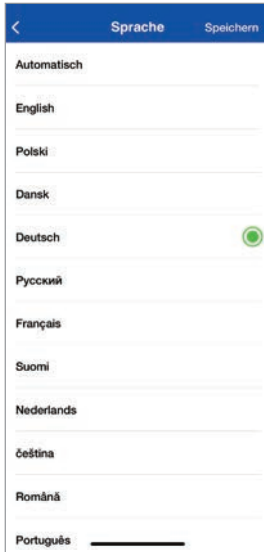 Sprache Speichern
Automatisch
English
Polski
Dansk
Deutsch
Русский
Français
Suomi
Nederlands
čeština
Română
Português